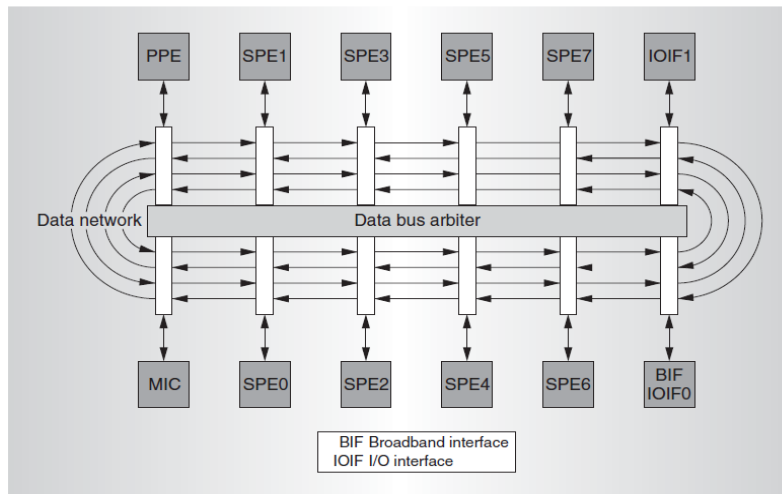 PPE SPE1 SPE3 SPE5 SPE7 IOIF1
Data network Data bus arbiter
MIC SPE0 SPE2 SPE4 SPE6 BIF
IOIF0
BIF Broadband interface
IOIF I/O interface